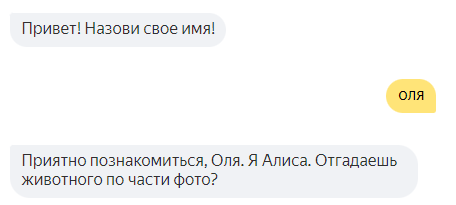 Привет! Назови свое имя!
оля
Приятно познакомиться, Оля. Я Алиса. Отгадаешь
животного по части фото?